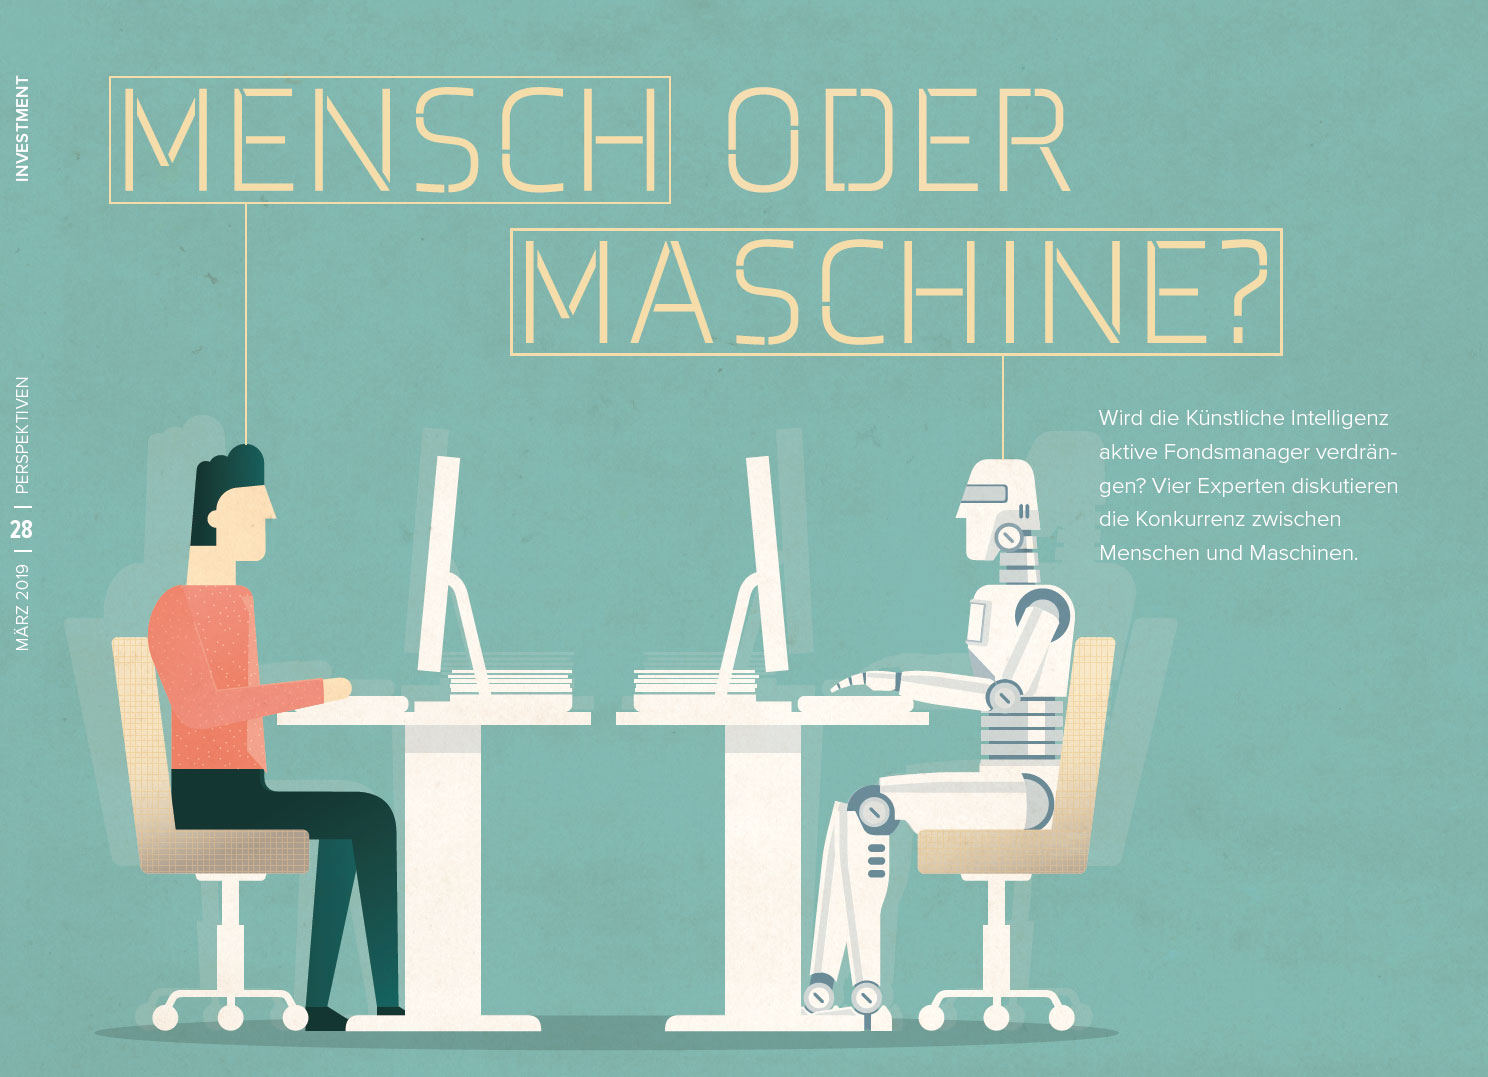 MENSCH ODER
MASCHINE?
Wird die Künstliche Intelligenz
aktive Fondsmanager verdrän-
gen? Vier Experten diskutieren
die Konkurrenz zwischen
Menschen und Maschinen.
MÄRZ 2019 | 28 | PERSPEKTIVEN
INVESTMENT